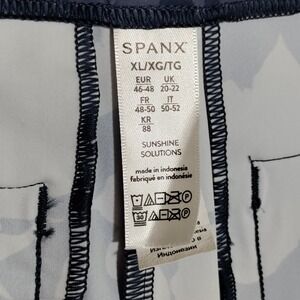 SPANX
XL/XG/TG
EUR UK
46-48 20-22
FR IT
48-50 50-52
KR
88
SUNSHINE
SOLUTIONS
made in indonesia
fabriqué en indonésie
Индонезии